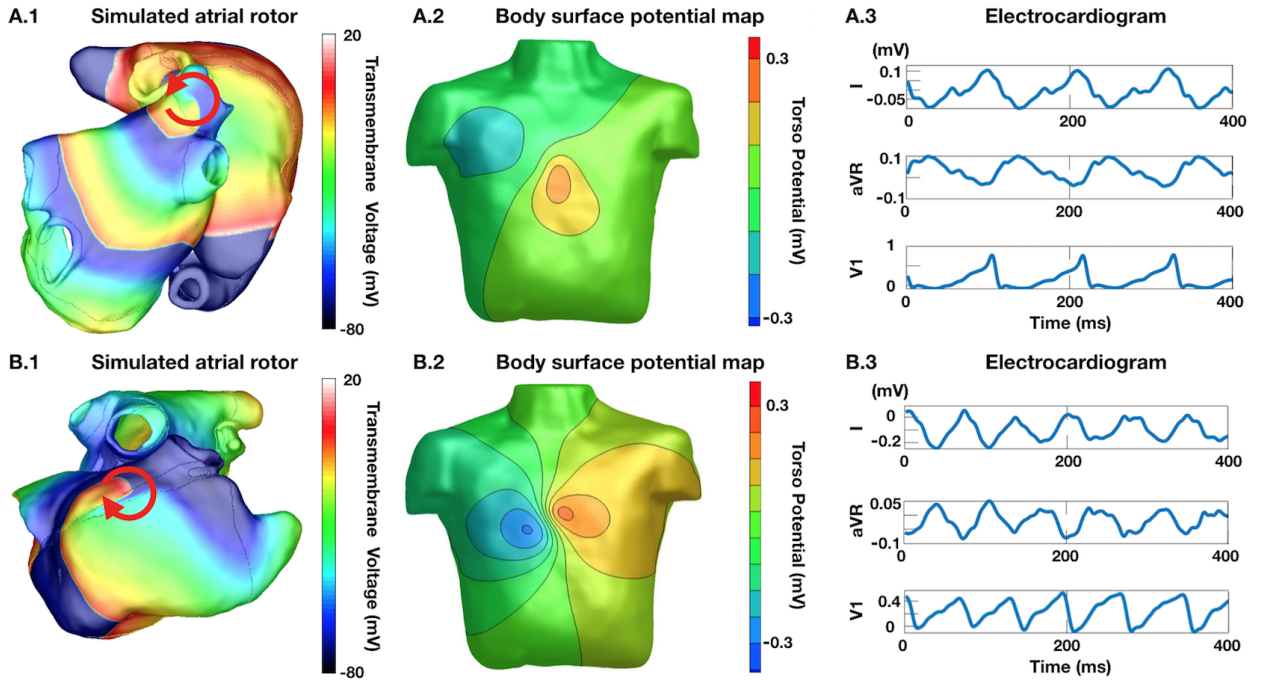 A.1 Simulated atrial rotor
20
Transmembrane Voltage (mV)
-80
A.2 Body surface potential map
0.3
Torso Potential (mV)
-0.3
A.3 Electrocardiogram
(mV)
0.1
I
-0.05
0 200 400
0.1
aVR
-0.1
0 200 400
1
V1
0
0 200 400
Time (ms)
B.1 Simulated atrial rotor
20
Transmembrane Voltage (mV)
-80
B.2 Body surface potential map
0.3
Torso Potential (mV)
-0.3
B.3 Electrocardiogram
(mV)
0
I
-0.2
0 200 400
0.05
aVR
-0.1
0 200 400
0.4
V1
0
0 200 400
Time (ms)